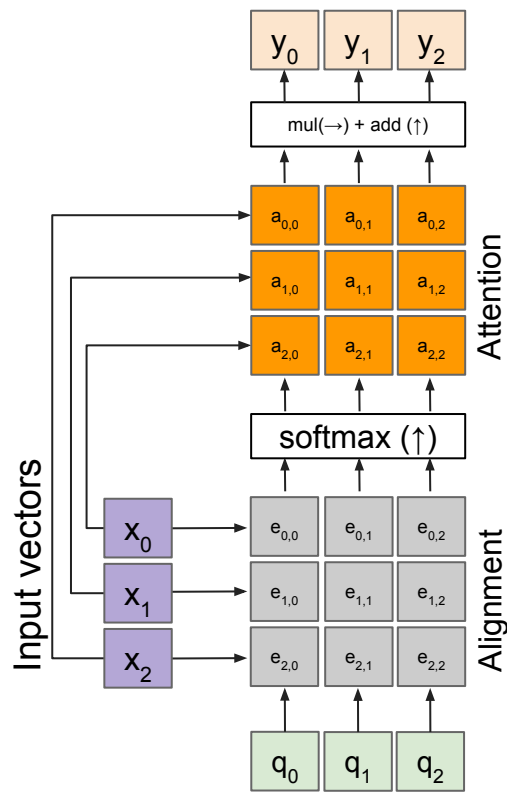 y0 y1 y2
mul(→) + add (↑)
a0,0 a0,1 a0,2
a1,0 a1,1 a1,2
a2,0 a2,1 a2,2
Attention
softmax (↑)
Input vectors
x0 e0,0 e0,1 e0,2
x1 e1,0 e1,1 e1,2
x2 e2,0 e2,1 e2,2
Alignment
q0 q1 q2